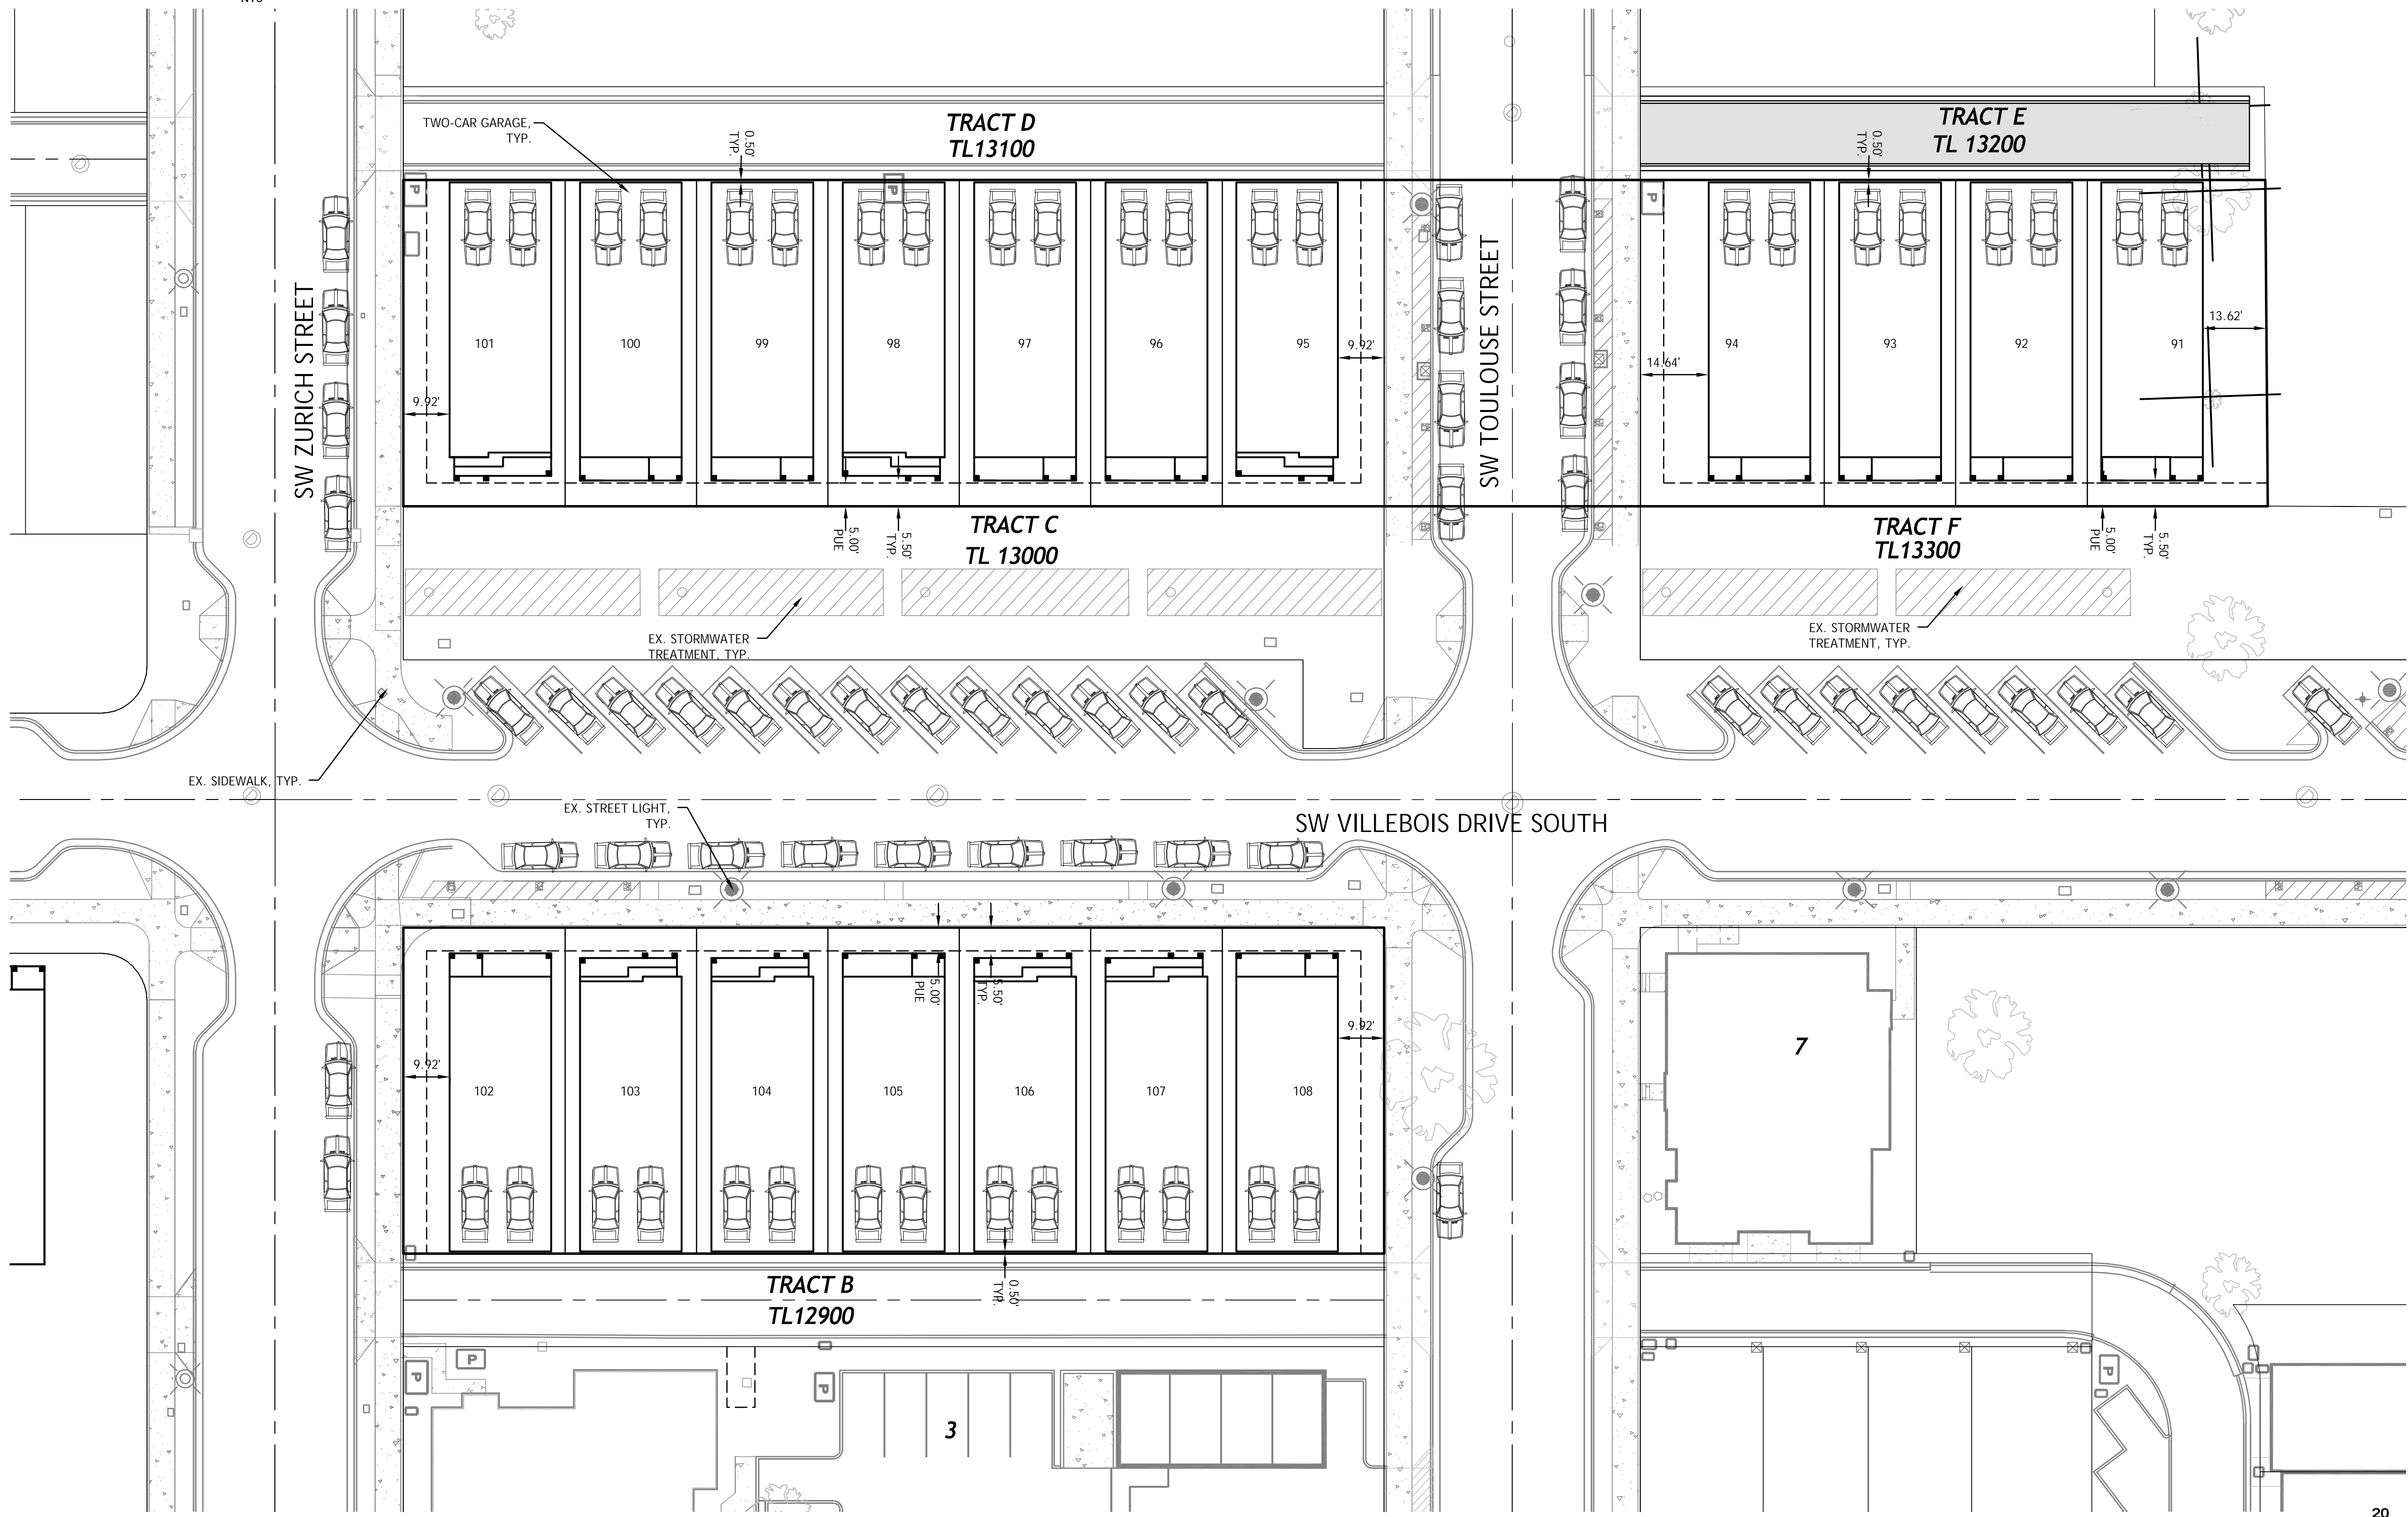 TWO-CAR GARAGE,
TYP.
0.50'
TYP.
TRACT D
TL13100
TRACT E
TL 13200
0.50'
TYP.
P
P
P
SW ZURICH STREET
101
100
99
98
97
96
95
9.92'
9.92'
SW TOULOUSE STREET
94
93
92
91
14.64'
13.62'
5.00'
PUE
5.50'
TYP.
TRACT C
TL 13000
TRACT F
TL13300
5.00'
PUE
5.50'
TYP.
EX. STORMWATER
TREATMENT, TYP.
EX. STORMWATER
TREATMENT, TYP.
EX. SIDEWALK, TYP.
EX. STREET LIGHT,
TYP.
SW VILLEBOIS DRIVE SOUTH
5.00'
PUE
5.50'
TYP.
9.92'
9.92'
102
103
104
105
106
107
108
7
0.50'
TYP.
TRACT B
TL12900
P
P
P
P
3
20